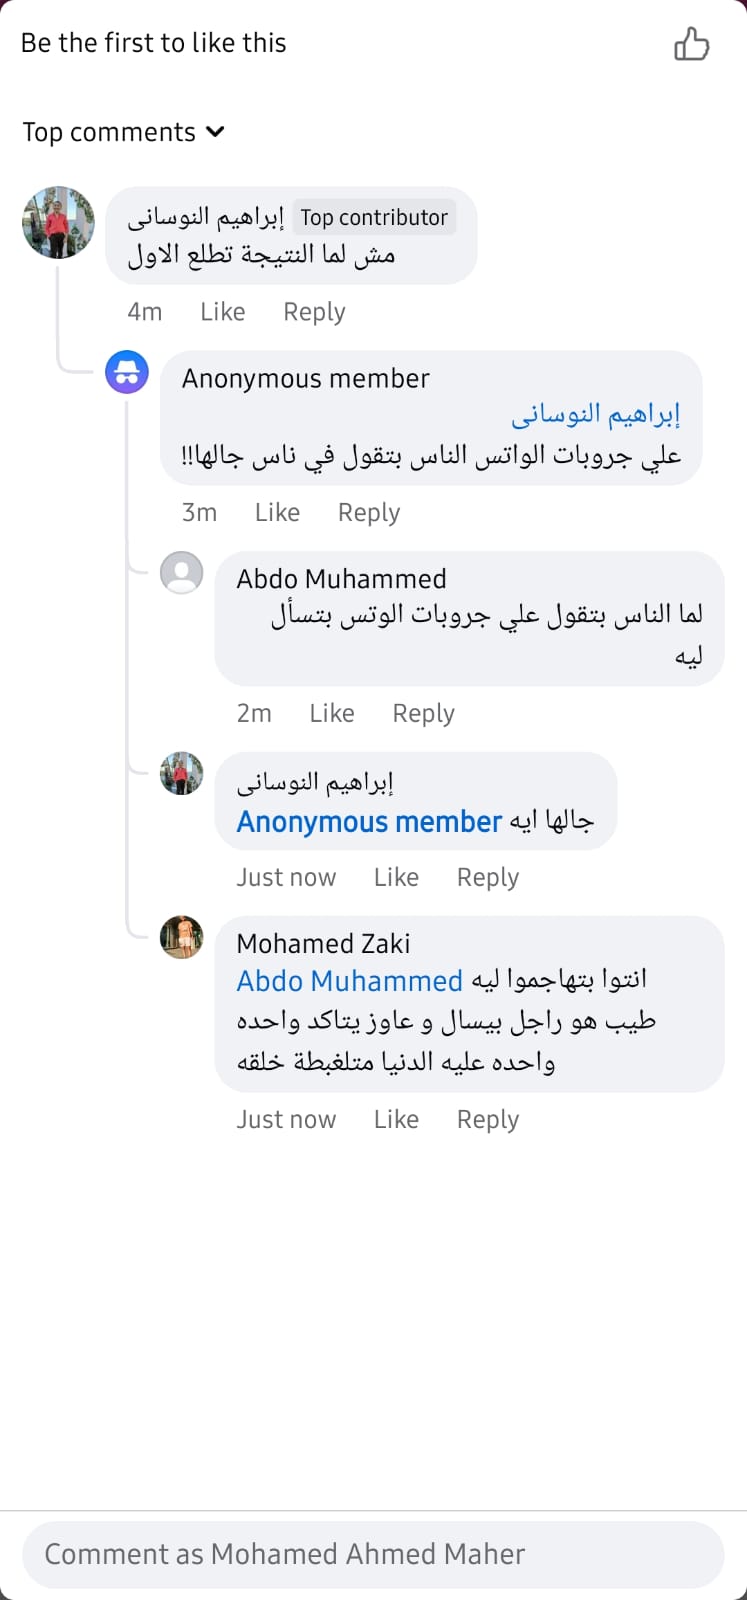 Be the first to like this
Top comments
إبراهيم النوسانى Top contributor
مش لما النتيجة تطلع الاول
4m Like Reply
Anonymous member
إبراهيم النوسانى
علي جروبات الواتس الناس بتقول في ناس جالها!!
3m Like Reply
Abdo Muhammed
لما الناس بتقول علي جروبات الوتس بتسأل
ليه
2m Like Reply
إبراهيم النوسانى
Anonymous member جالها ايه
Just now Like Reply
Mohamed Zaki
Abdo Muhammed انتوا بتهاجموا ليه
طيب هو راجل بيسال و عاوز يتاكد واحده
واحده عليه الدنيا متلغبطة خلقه
Just now Like Reply
Comment as Mohamed Ahmed Maher